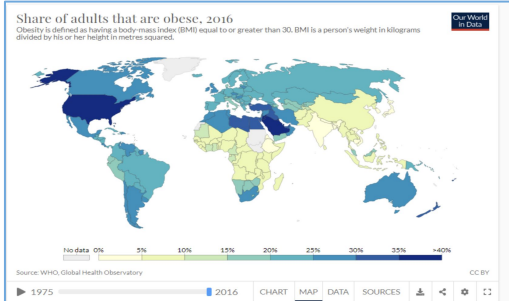 Share of adults that are obese, 2016
Obesity is defined as having a body-mass index (BMI) equal to or greater than 30. BMI is a person's weight in kilograms
divided by his or her height in metres squared.
Our World
in Data
No data 0% 5% 10% 15% 20% 25% 30% 35% >40%
Source: WHO, Global Health Observatory
CC BY
1975 2016 CHART MAP DATA SOURCES